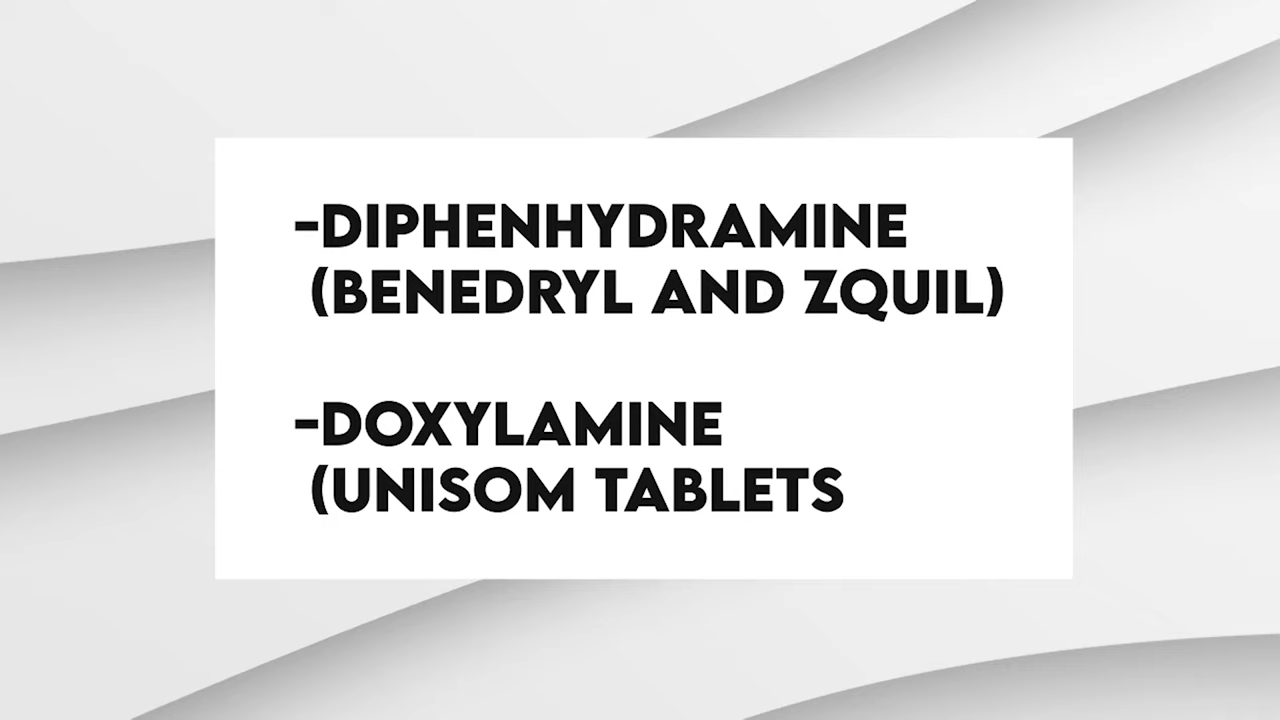 -DIPHENHYDRAMINE
(BENEDRYL AND ZQUIL)
-DOXYLAMINE
(UNISOM TABLETS